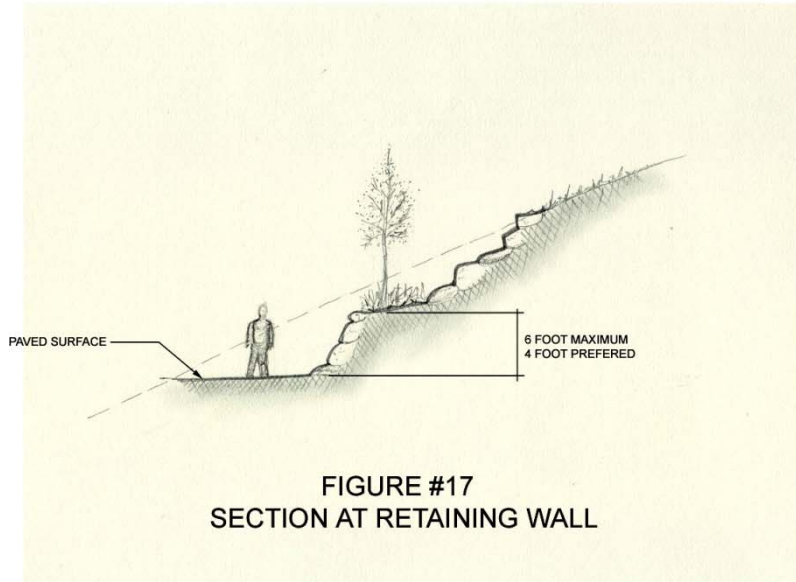 PAVED SURFACE
6 FOOT MAXIMUM
4 FOOT PREFERED
FIGURE #17
SECTION AT RETAINING WALL